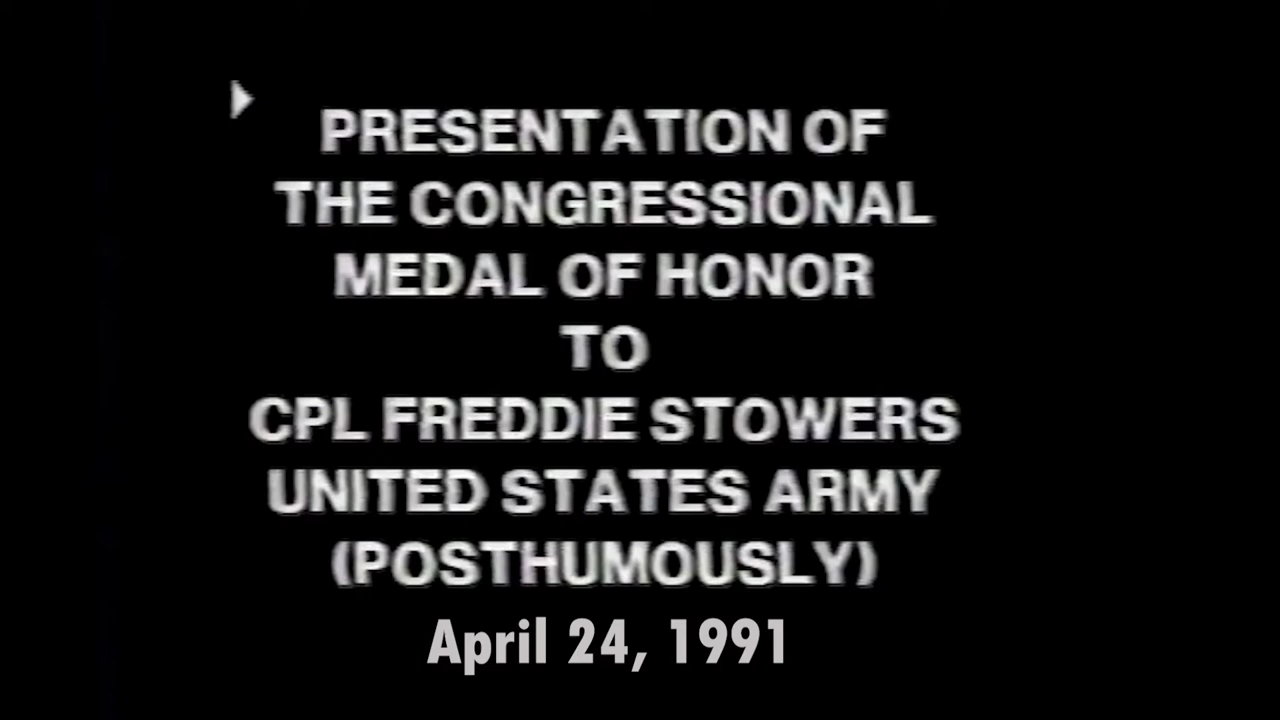 PRESENTATION OF
THE CONGRESSIONAL
MEDAL OF HONOR
TO
CPL FREDDIE STOWERS
UNITED STATES ARMY
(POSTHUMOUSLY)
April 24, 1991